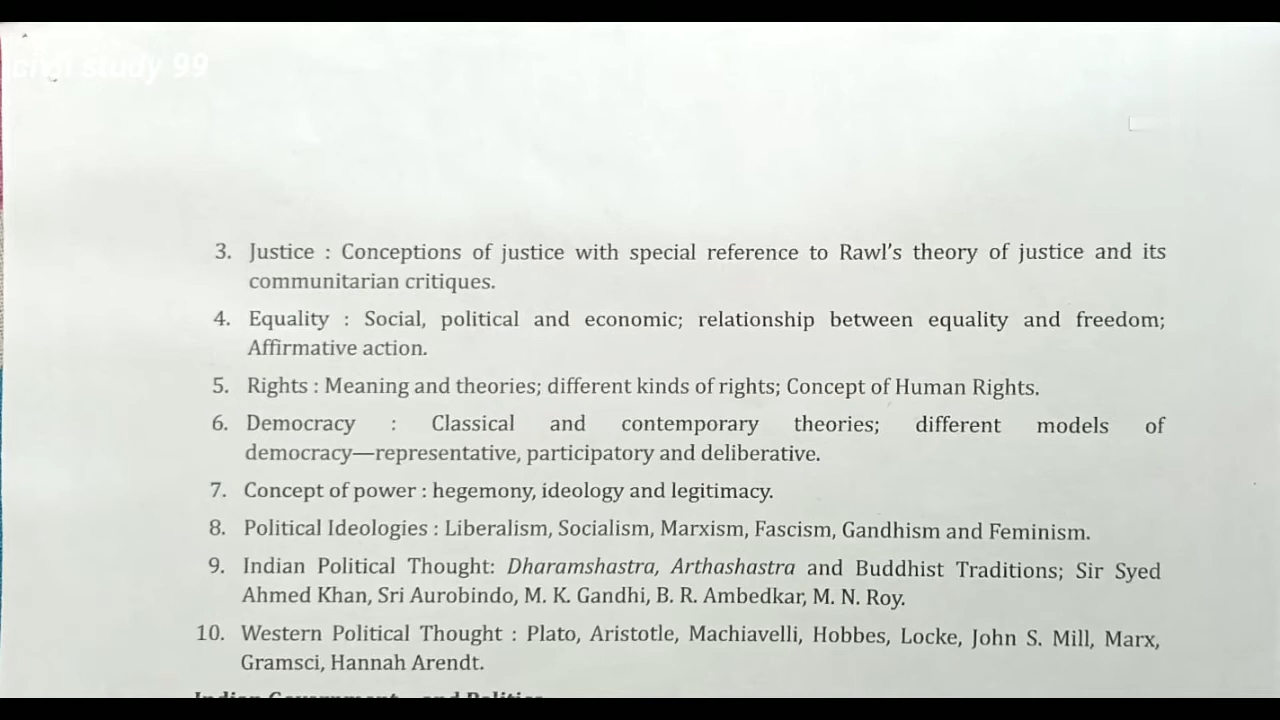 study 99
3. Justice : Conceptions of justice with special reference to Rawl's theory of justice and its
communitarian critiques.
4. Equality : Social, political and economic; relationship between equality and freedom;
Affirmative action.
5. Rights : Meaning and theories; different kinds of rights; Concept of Human Rights.
6. Democracy : Classical and contemporary theories; different models of
democracy—representative, participatory and deliberative.
7. Concept of power : hegemony, ideology and legitimacy.
8. Political Ideologies : Liberalism, Socialism, Marxism, Fascism, Gandhism and Feminism.
9. Indian Political Thought: Dharamshastra, Arthashastra and Buddhist Traditions; Sir Syed
Ahmed Khan, Sri Aurobindo, M. K. Gandhi, B. R. Ambedkar, M. N. Roy.
10. Western Political Thought : Plato, Aristotle, Machiavelli, Hobbes, Locke, John S. Mill, Marx,
Gramsci, Hannah Arendt.